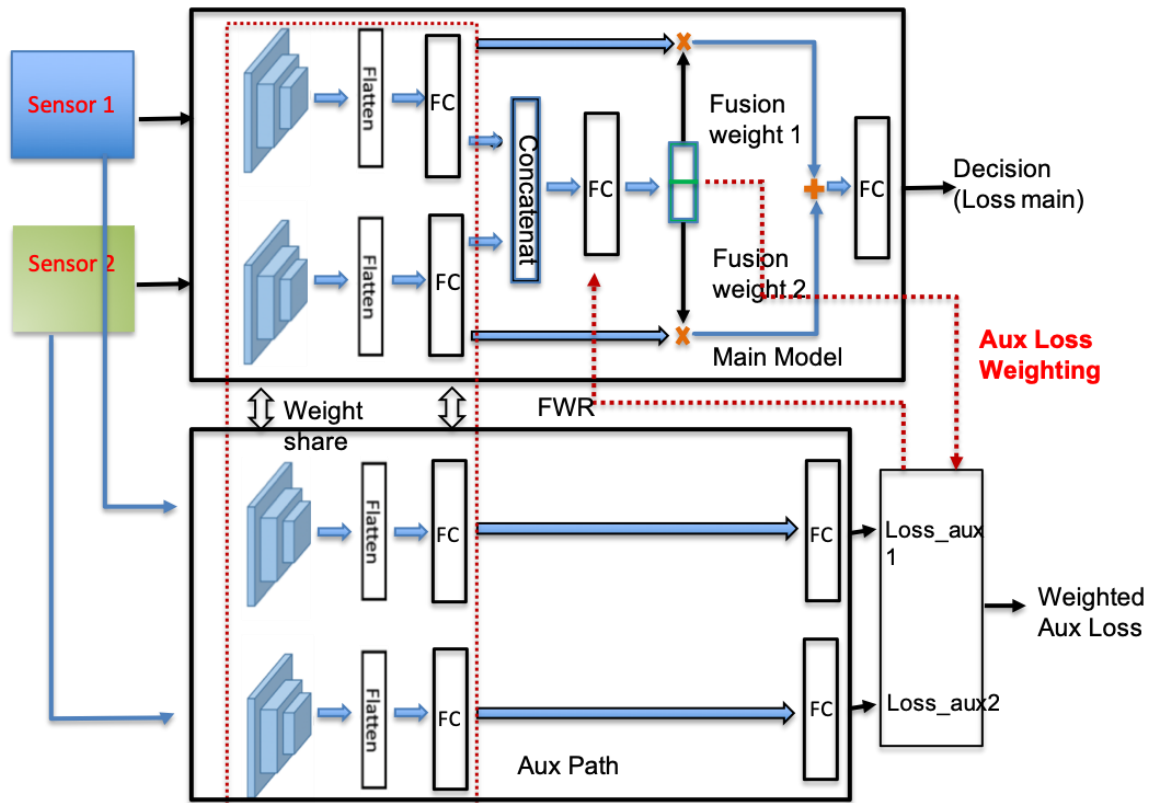 Sensor 1
Sensor 2
Flatten
FC
Flatten
FC
Concatenat
FC
Fusion
weight 1
Fusion
weight 2
FC
Decision
(Loss main)
Main Model
Aux Loss
Weighting
Weight
share
FWR
Flatten
FC
FC
Flatten
FC
FC
Loss_aux
1
Loss_aux2
Weighted
Aux Loss
Aux Path